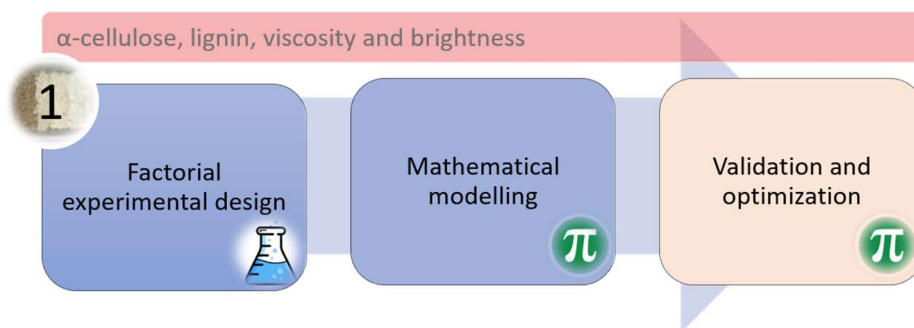 α-cellulose, lignin, viscosity and brightness
1
Factorial
experimental design
Mathematical
modelling
π
Validation and
optimization
π